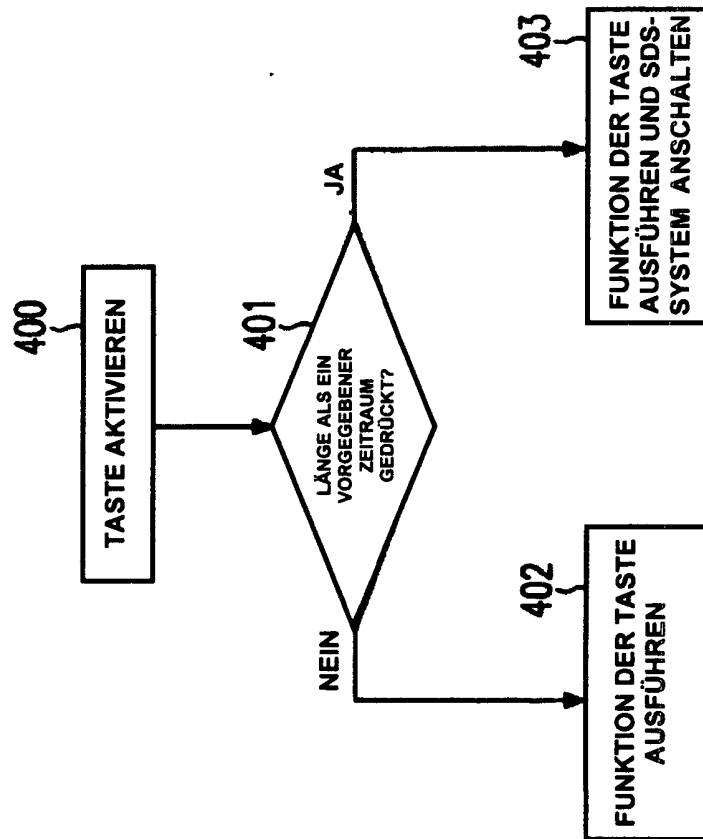 400
TASTE AKTIVIEREN
401
LÄNGE ALS EIN
VORGEGEBENER
ZEITRAUM
GEDRÜCKT?
NEIN
JA
402
FUNKTION DER TASTE
AUSFÜHREN
403
FUNKTION DER TASTE
AUSFÜHREN UND SDS-
SYSTEM ANSCHALTEN